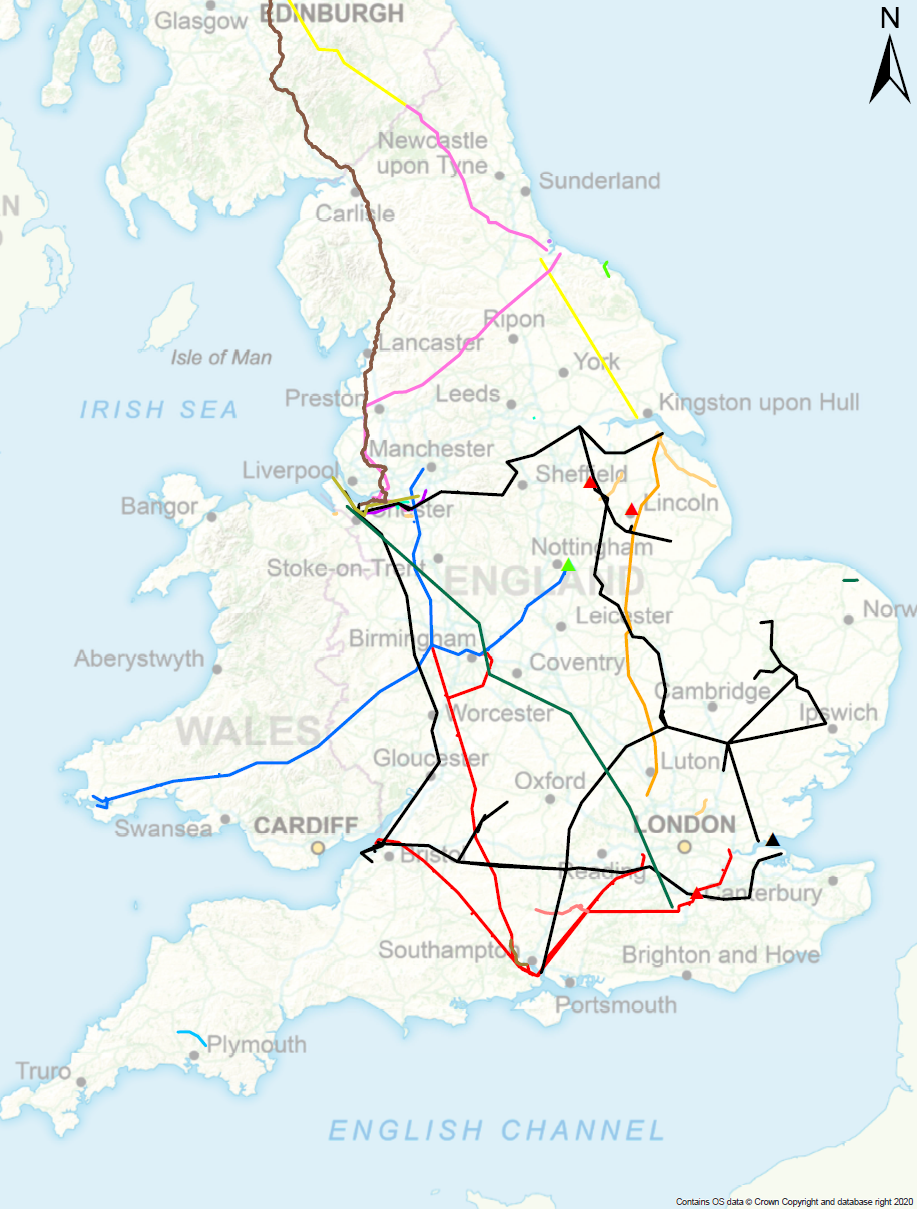 N
EDINBURGH
Glasgow
Newcastle
upon Tyne
Sunderland
Carlisle
N
Ripon
Lancaster
Isle of Man
York
IRISH SEA
Preston
Leeds
Kingston upon Hull
Manchester
Liverpool
Sheffield
Bangor
Chester
Lincoln
Nottingham
Stoke-on-Trent
ENGLAND
Leicester
Norw
Birmingham
Aberystwyth
Coventry
Cambridge
Worcester
Ipswich
WALES
Gloucester
Luton
Oxford
Swansea
CARDIFF
LONDON
Bristo
Reading
Canterbury
Southampton
Brighton and Hove
Portsmouth
Plymouth
Truro
ENGLISH CHANNEL
Contains OS data © Crown Copyright and database right 2020